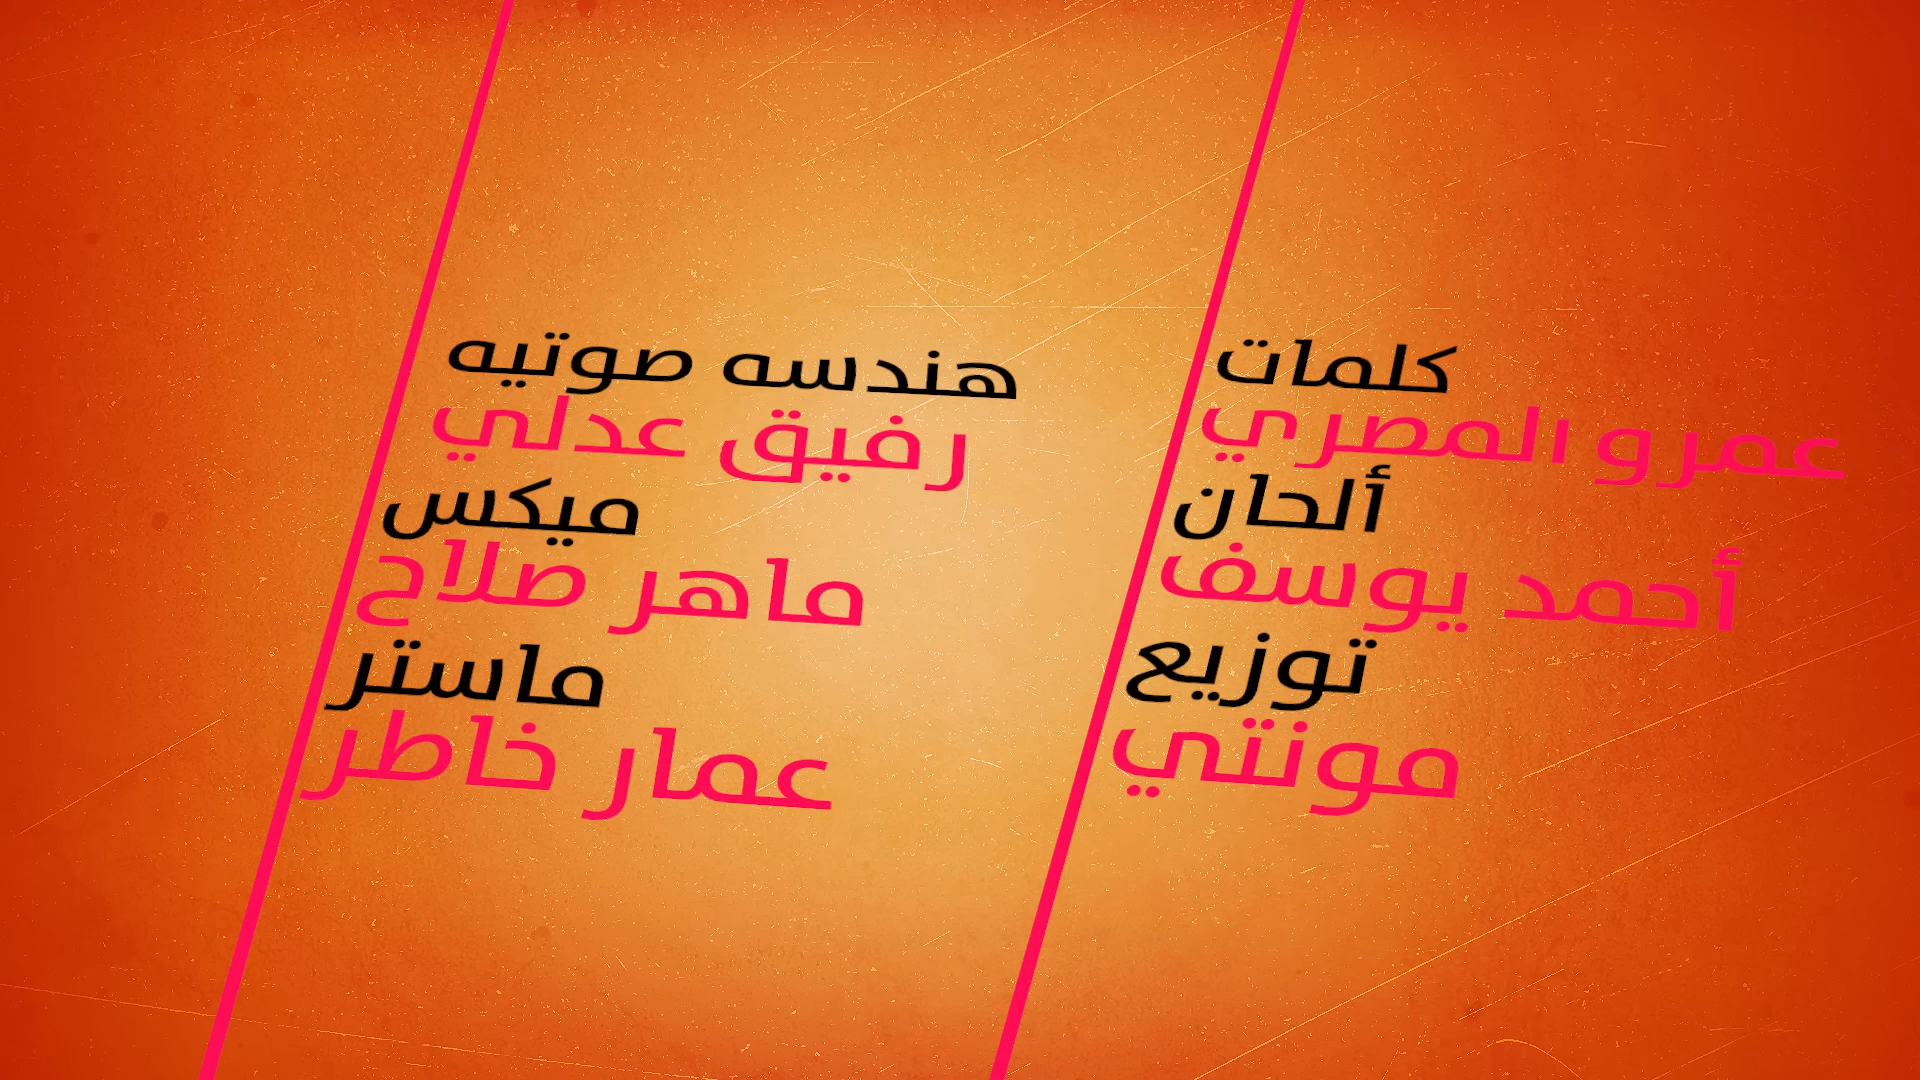 كلمات
عمرو المصري
ألحان
أحمد يوسف
توزيع
مونتي
هندسه صوتيه
رفيق عدلي
ميكس
ماهر صلاح
ماستر
عمار خاطر